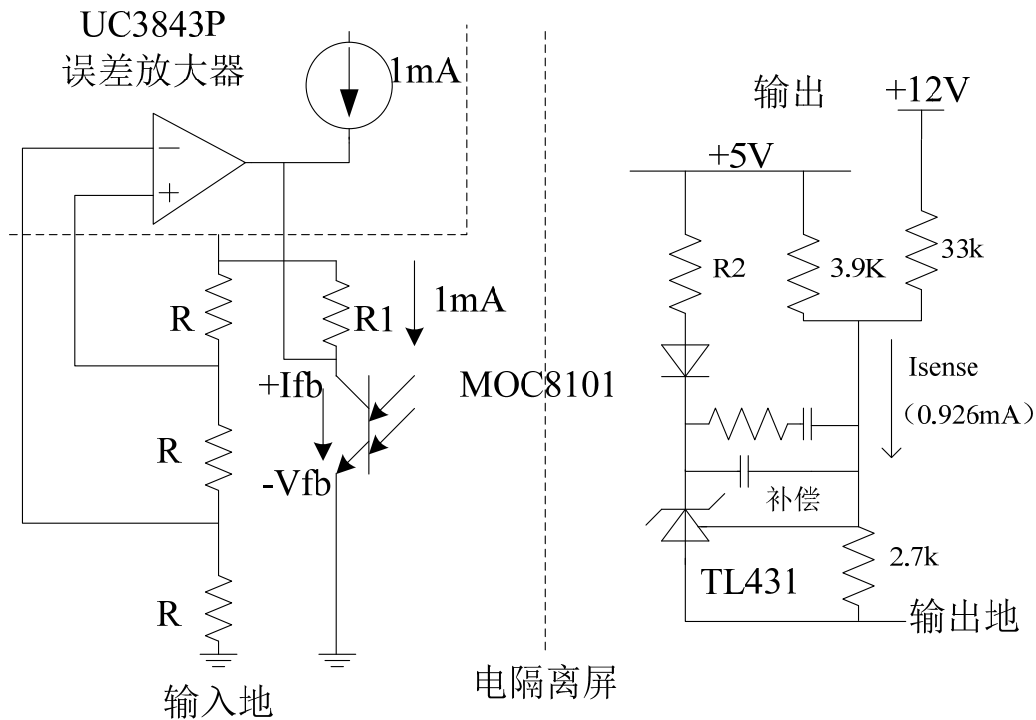 UC3843P
误差放大器
1mA
输出
+12V
+5V
R2
3.9K
33k
R
R1
1mA
+Ifb
MOC8101
Isense
(0.926mA)
R
-Vfb
补偿
TL431
2.7k
R
输出地
输入地
电隔离屏